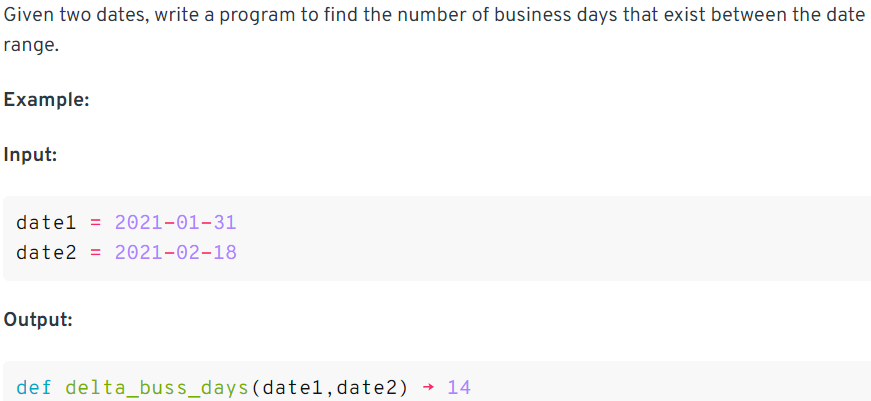 Given two dates, write a program to find the number of business days that exist between the date
range.
Example:
Input:
date1 = 2021-01-31
date2 = 2021-02-18
Output:
def delta_buss_days(date1,date2) → 14